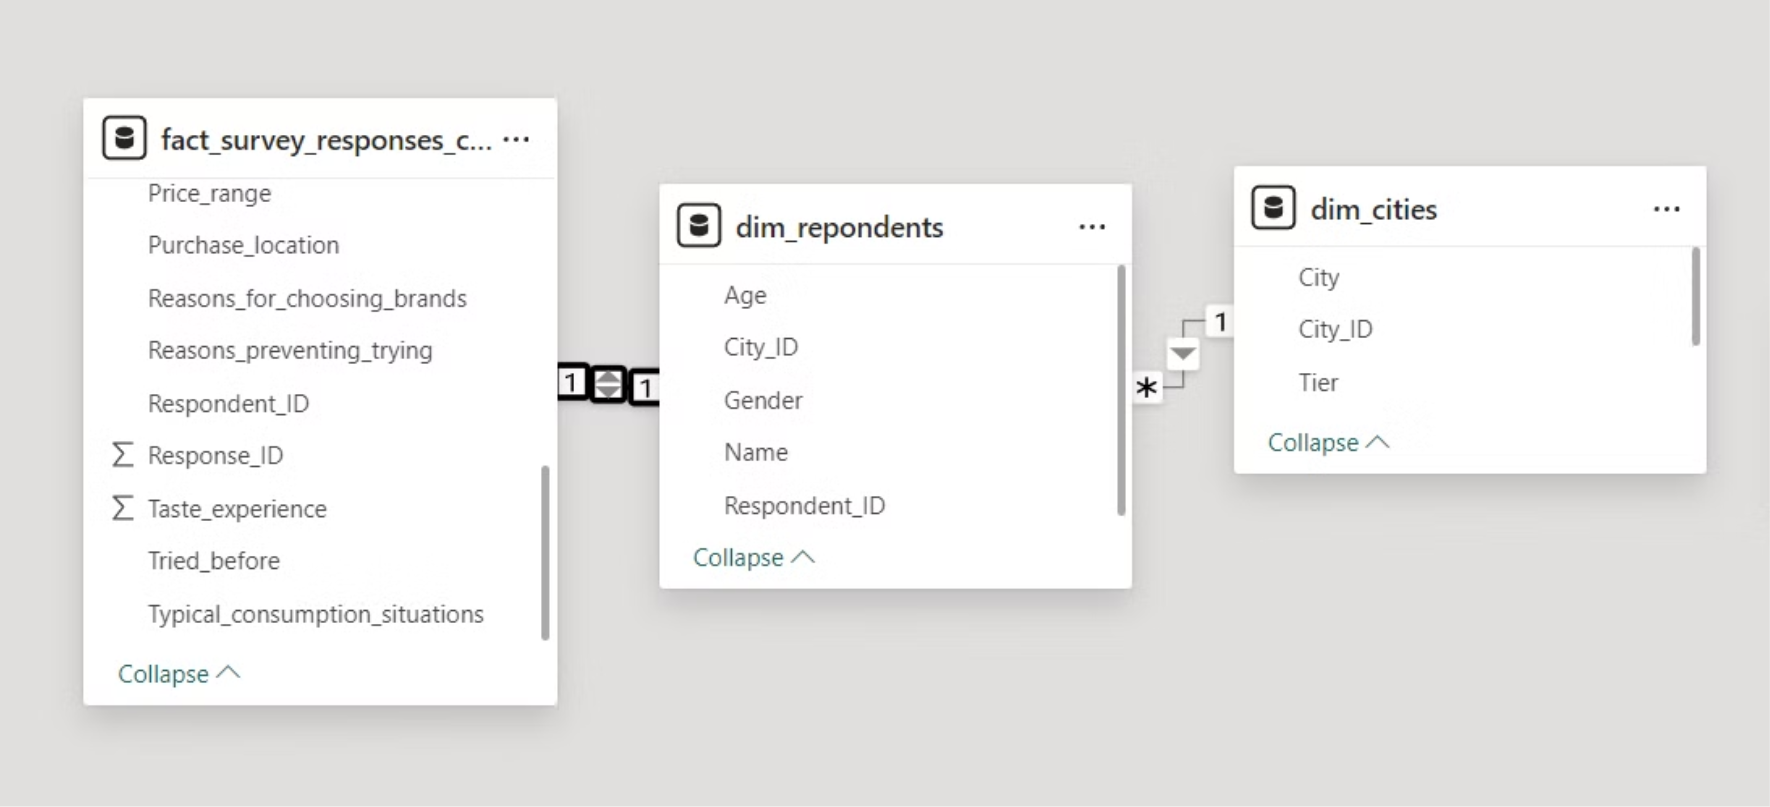 fact_survey_responses_c... ...
Price_range
Purchase_location
Reasons_for_choosing_brands
Reasons_preventing_trying
Respondent_ID
Σ Response_ID
Σ Taste_experience
Tried_before
Typical_consumption_situations
Collapse
1 1
dim_repondents ...
Age
City_ID
Gender
Name
Respondent_ID
Collapse
* 1
dim_cities ...
City
City_ID
Tier
Collapse